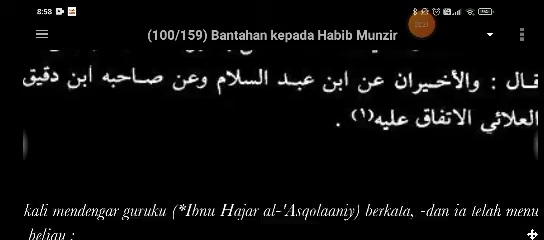 8:58
(100/159) Bantahan kepada Habib Munzir
قال : والأخيران عن ابن عبد السلام وعن صاحبه ابن دقيق
العلائي الاتفاق عليه(١) .
kali mendengar guruku (*Ibnu Hajar al-'Asqolaaniy) berkata, -dan ia telah menu
beliau :